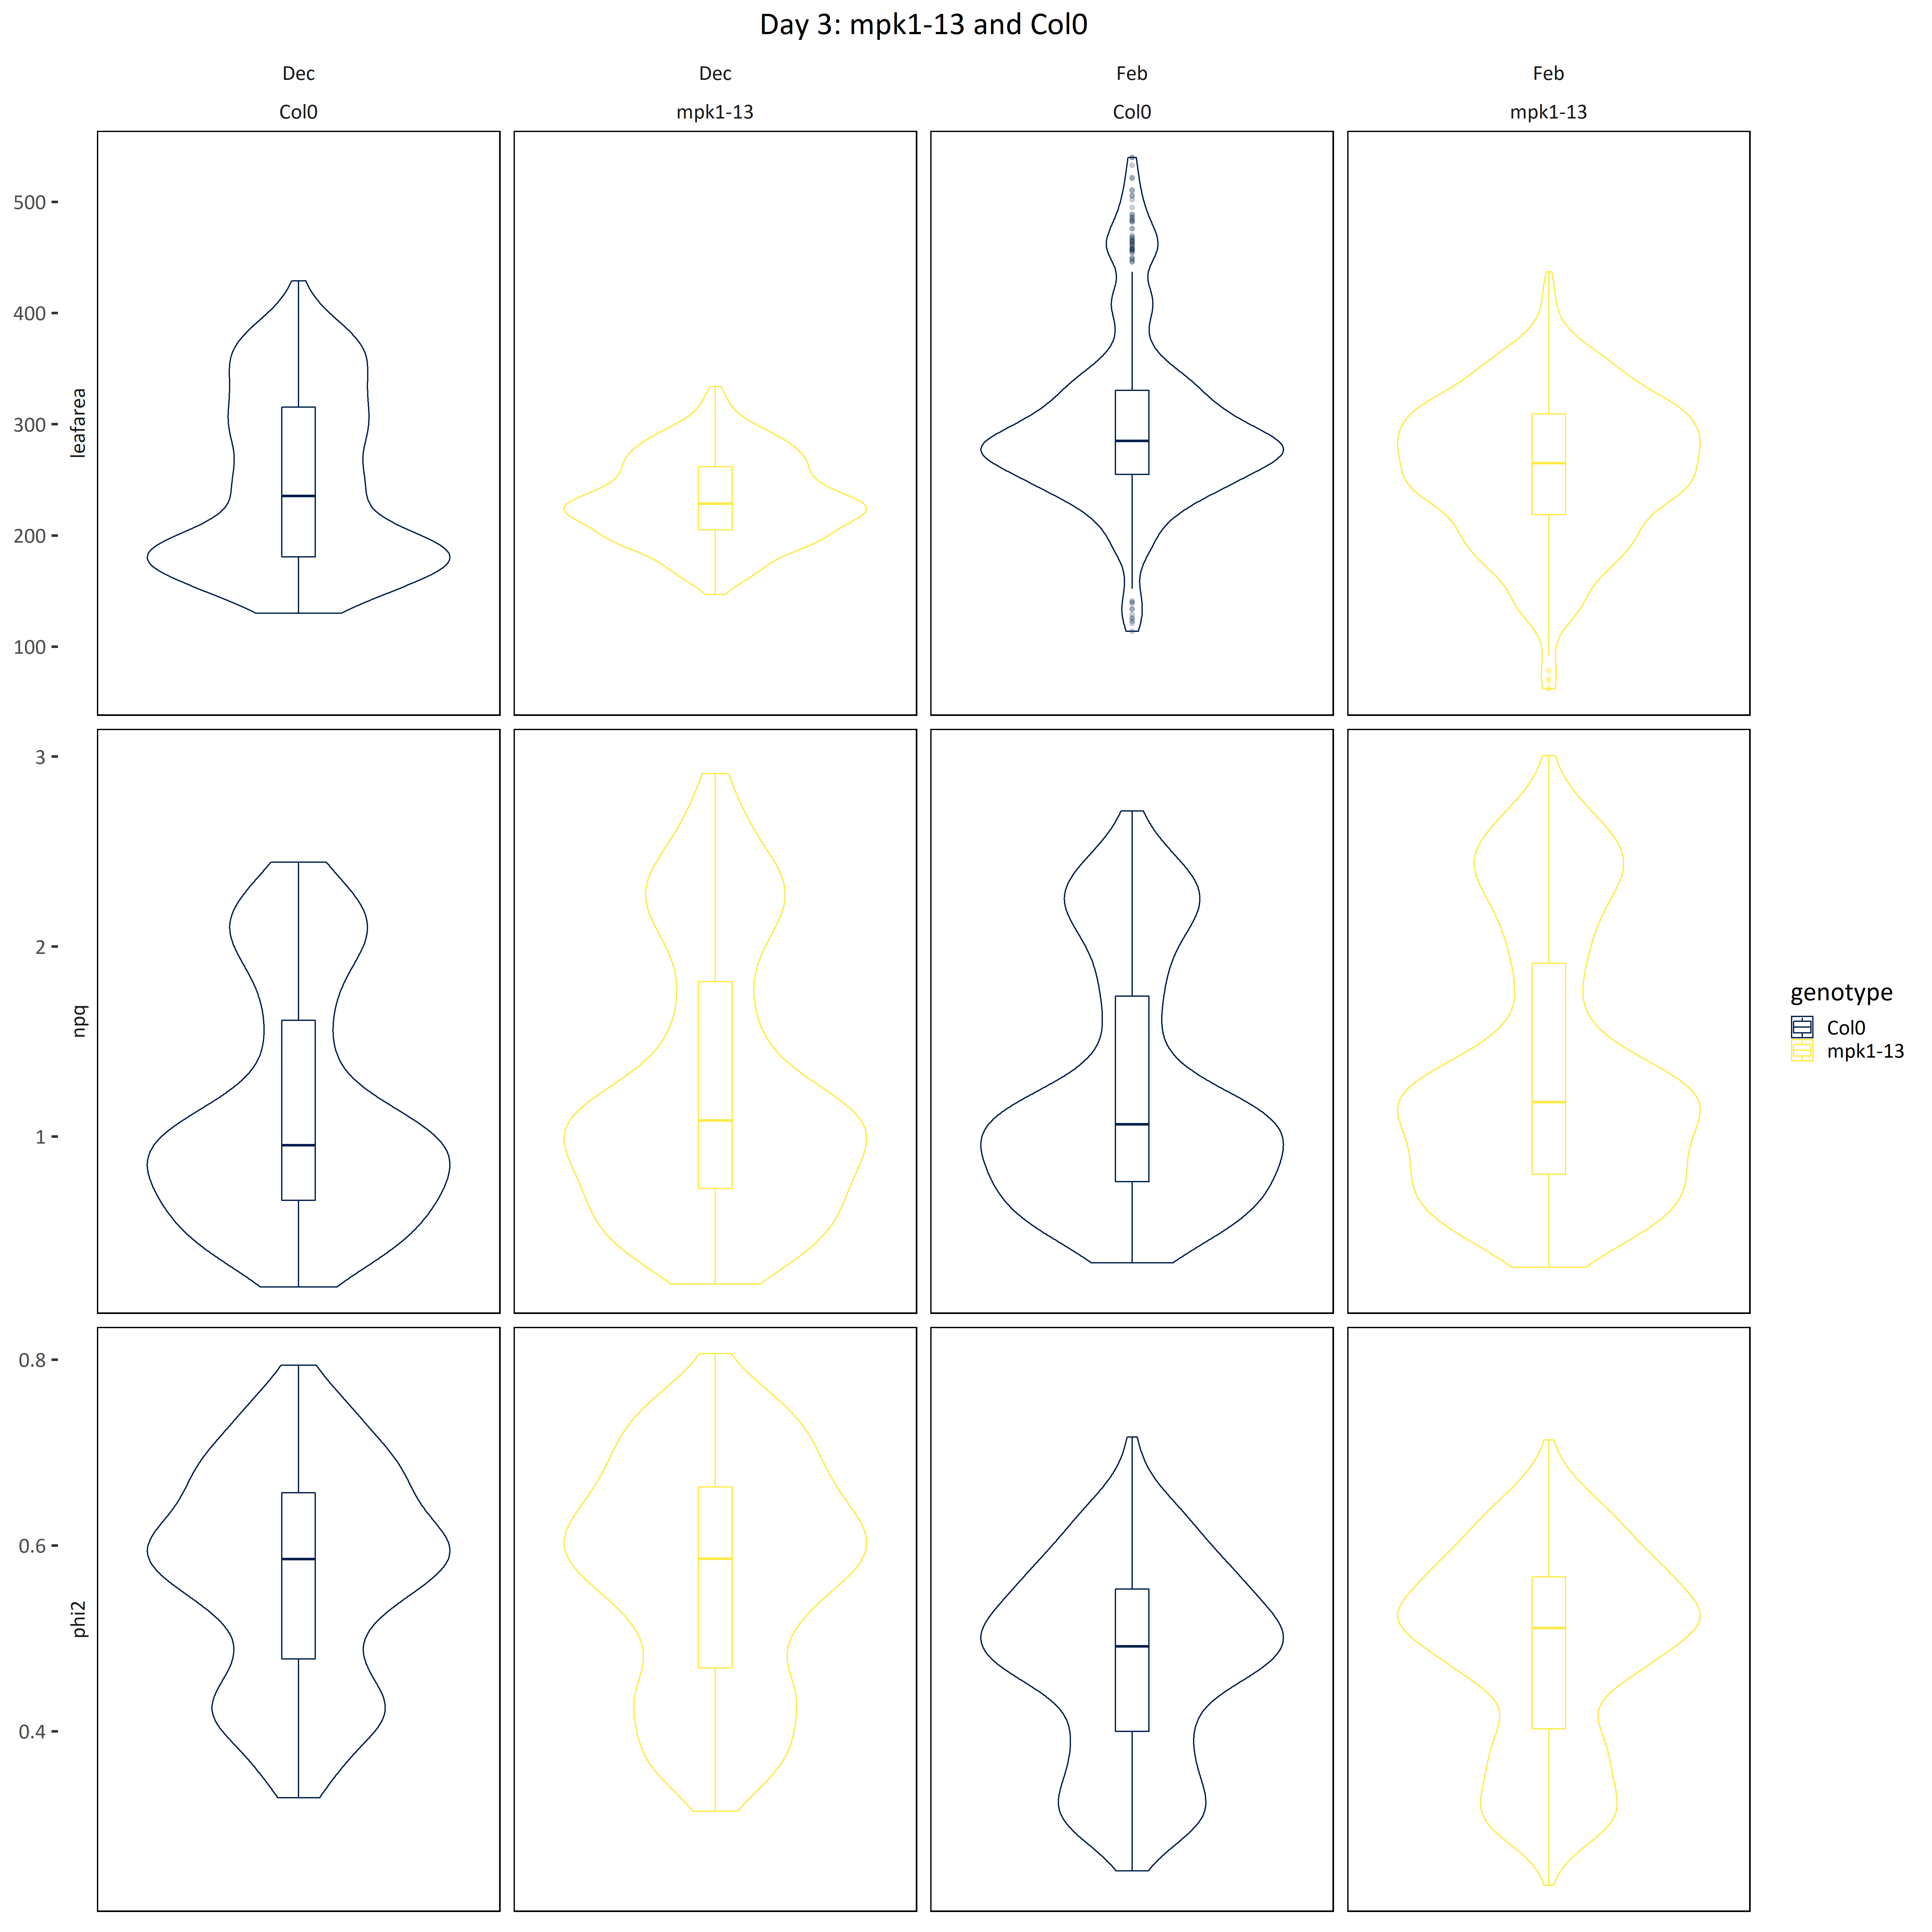 Day 3: mpk1-13 and Col0
Dec
Dec
Feb
Feb
Col0
mpk1-13
Col0
mpk1-13
leafarea
500
400
300
200
100
npq
3
2
1
phi2
0.8
0.6
0.4
genotype
Col0
mpk1-13